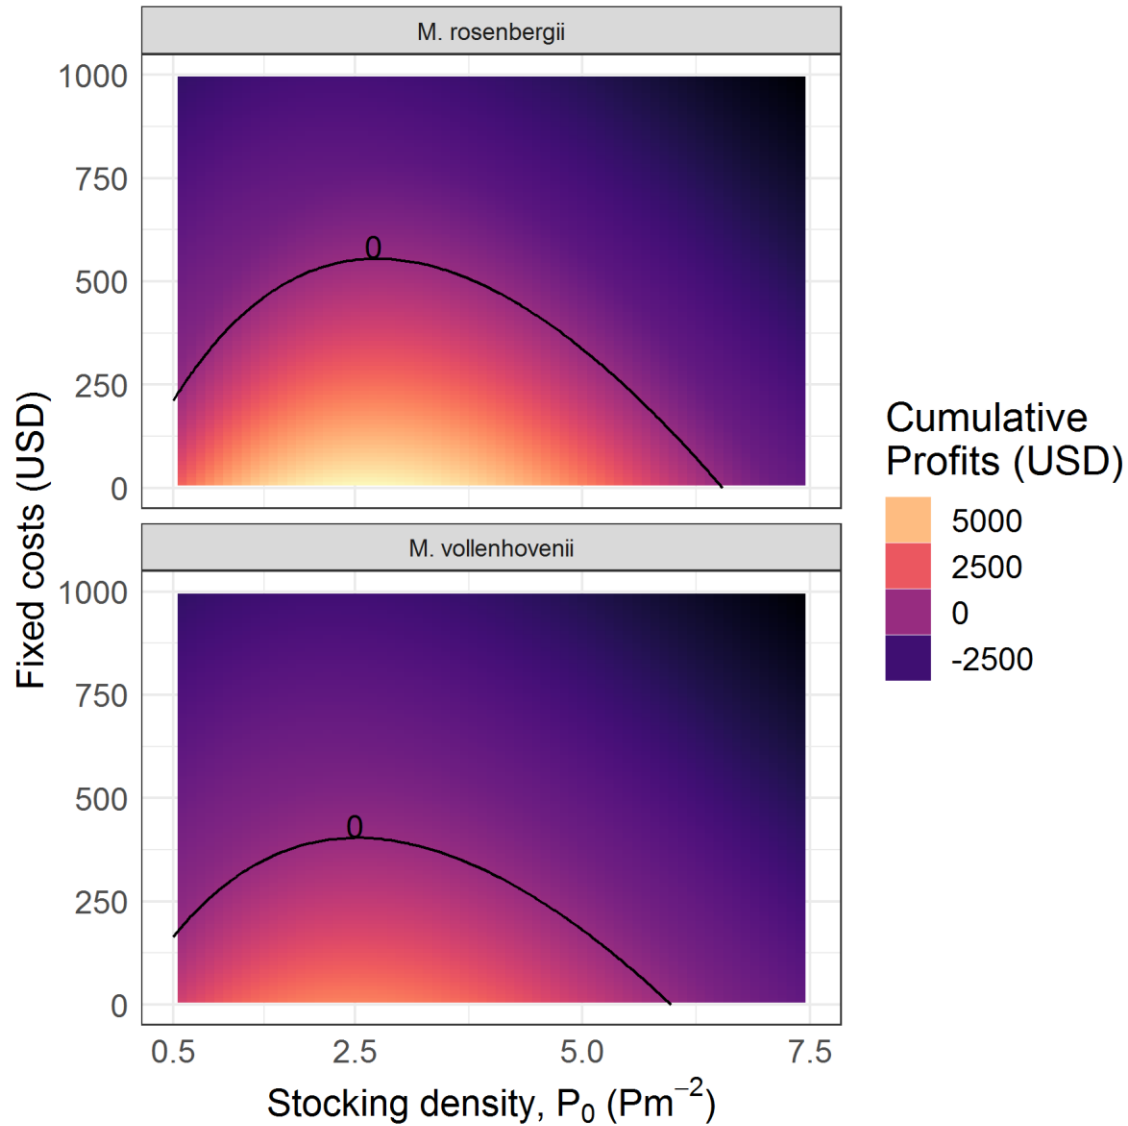 M. rosenbergii
1000
750
500
250
0
0
M. vollenhovenii
1000
750
500
250
0
0
0.5 2.5 5.0 7.5
Fixed costs (USD)
Stocking density, P₀ (Pm⁻²)
Cumulative
Profits (USD)
5000
2500
0
-2500